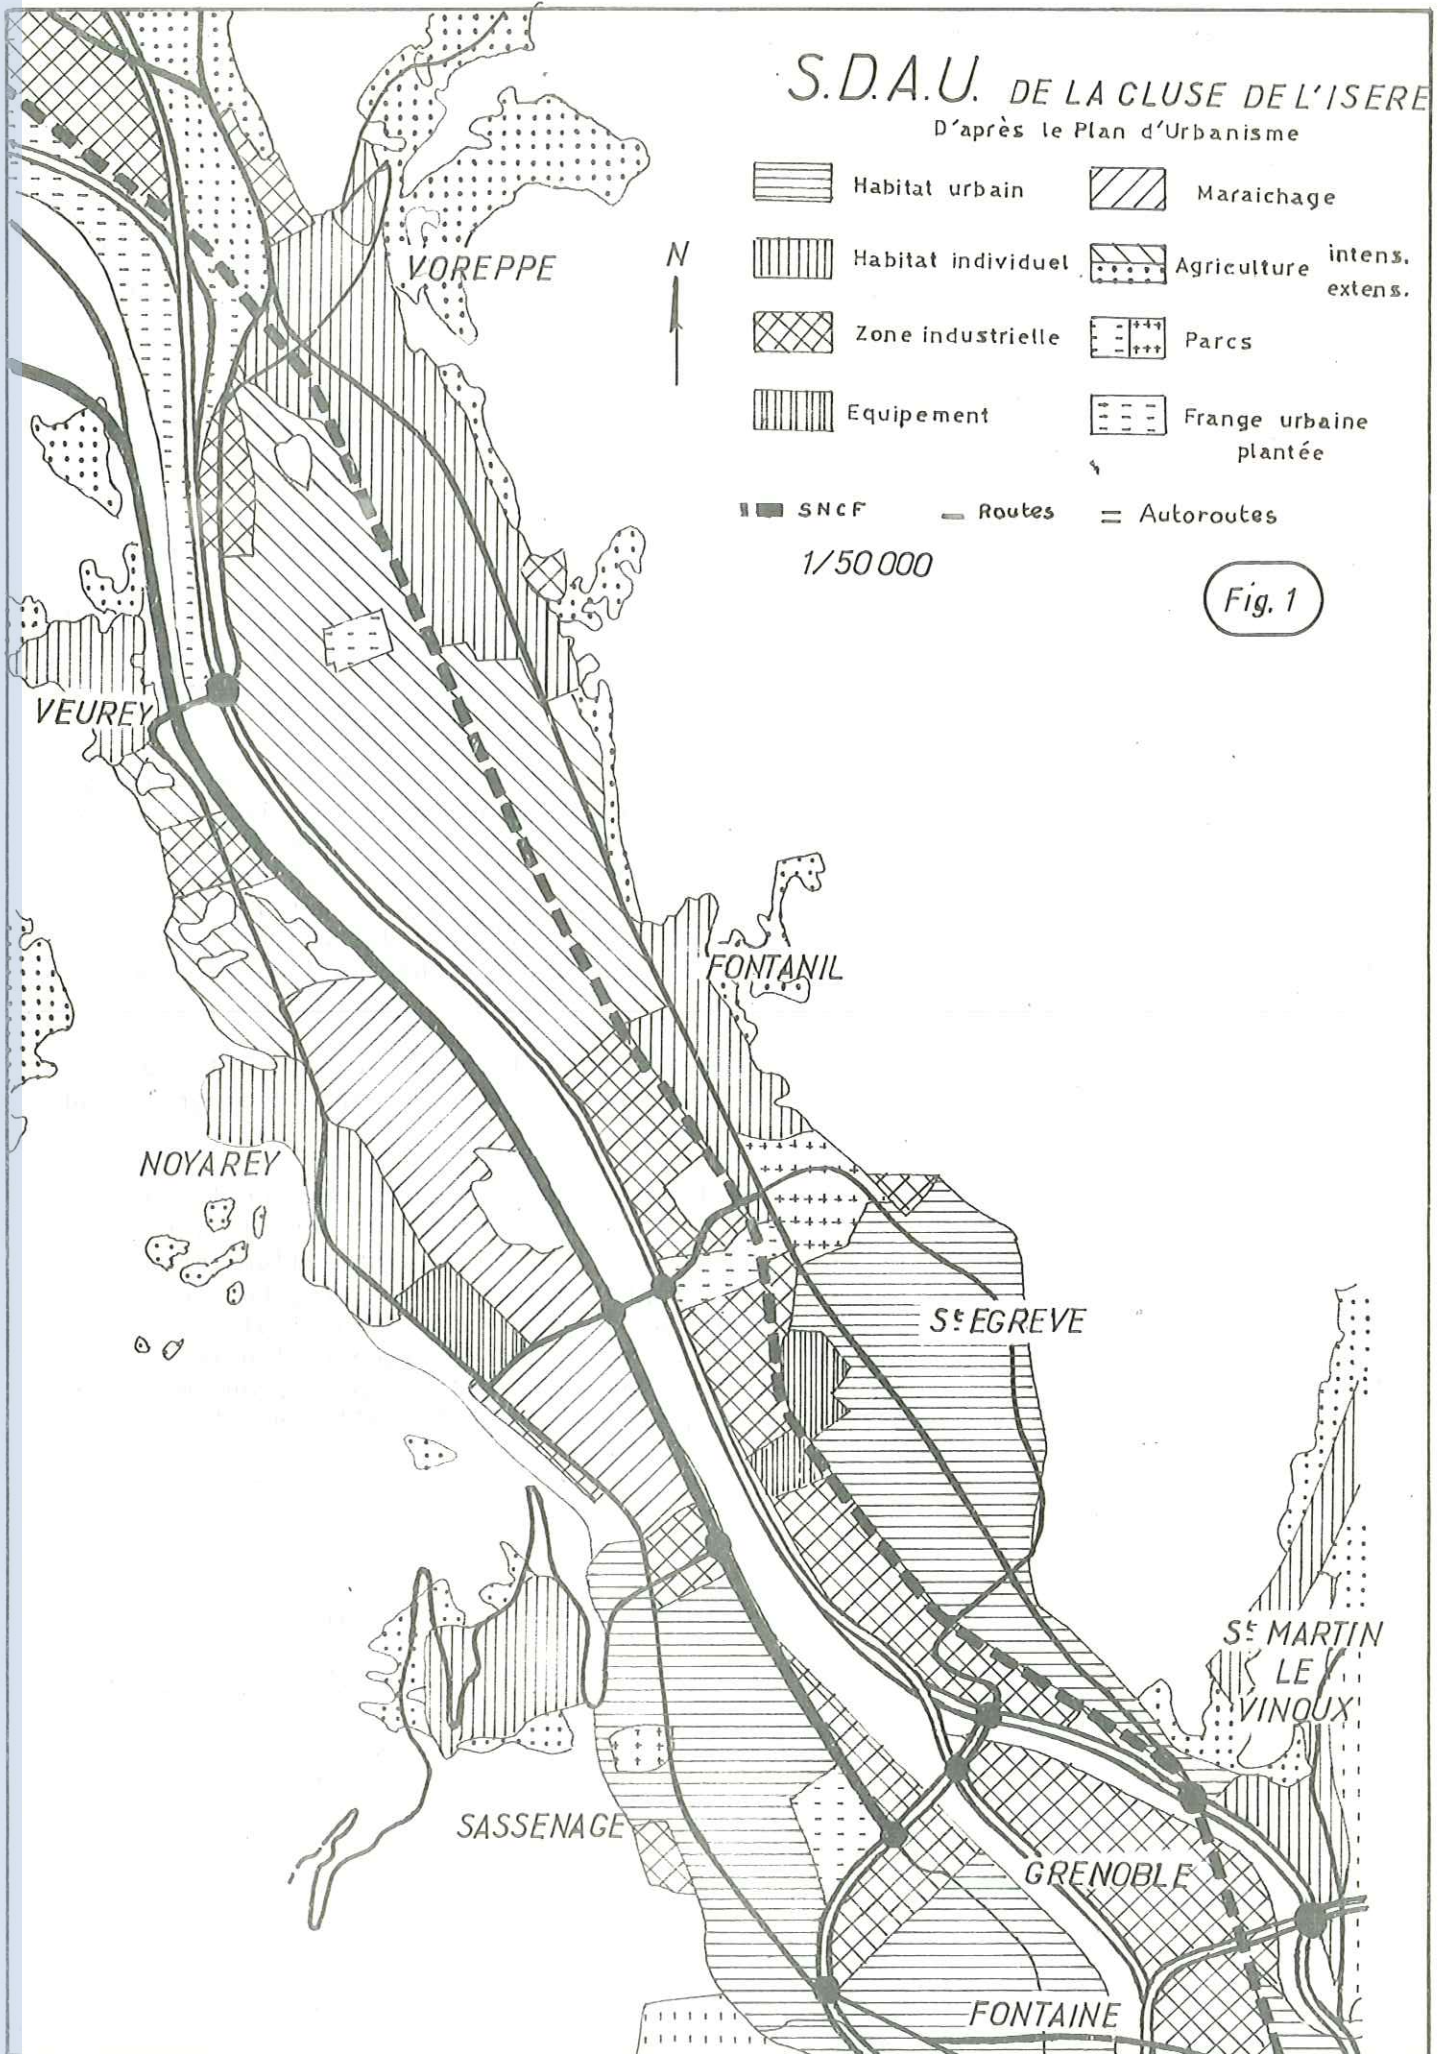 S.D.A.U. DE LA CLUSE DE L'ISERE
D'après le Plan d'Urbanisme
Habitat urbain
Maraichage
Habitat individuel
Agriculture intens.
extens.
Zone industrielle
Parcs
Equipement
Frange urbaine
plantée
SNCF
Routes
Autoroutes
1/50 000
Fig. 1
N
VOREPPE
VEUREY
FONTANIL
NOYAREY
St EGREVE
St MARTIN
LE
VINOUX
SASSENAGE
GRENOBLE
FONTAINE